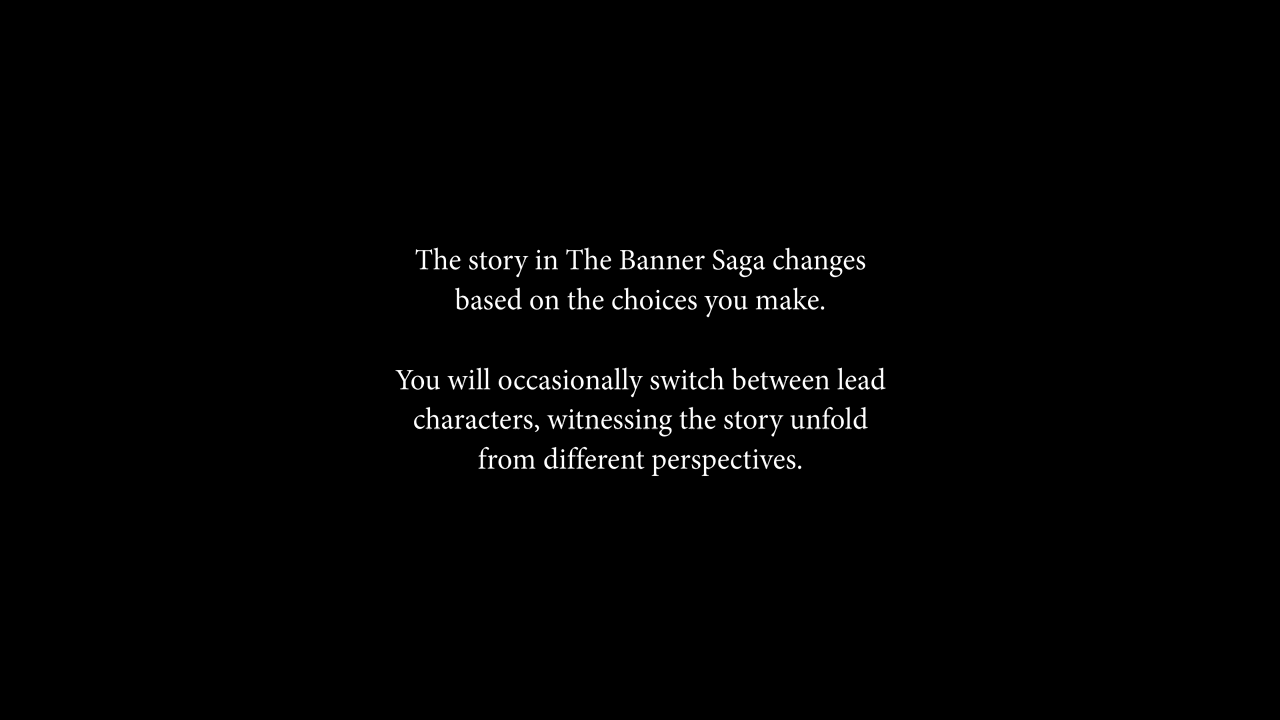 The story in The Banner Saga changes
based on the choices you make.
You will occasionally switch between lead
characters, witnessing the story unfold
from different perspectives.